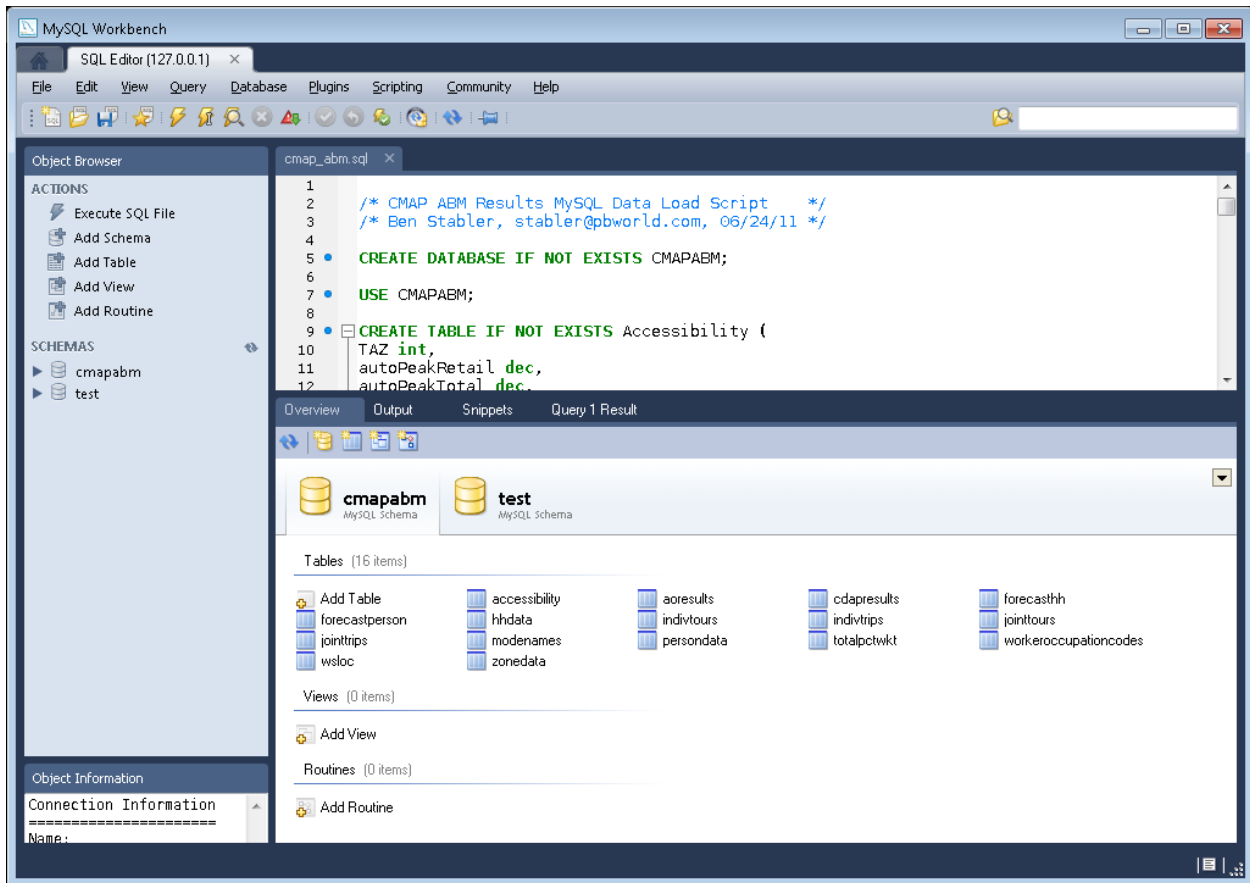 MySQL Workbench
SQL Editor (127.0.0.1)
File Edit View Query Database Plugins Scripting Community Help
Object Browser
ACTIONS
Execute SQL File
Add Schema
Add Table
Add View
Add Routine
SCHEMAS
cmapabm
test
cmap_abm.sql
1
2 /* CMAP ABM Results MySQL Data Load Script */
3 /* Ben Stabler, stabler@pbworld.com, 06/24/11 */
4
5 CREATE DATABASE IF NOT EXISTS CMAPABM;
6
7 USE CMAPABM;
8
9 CREATE TABLE IF NOT EXISTS Accessibility (
10 TAZ int,
11 autoPeakRetail dec,
12 autoPeakTotal dec,
Overview Output Snippets Query 1 Result
cmapabm
MySQL Schema
test
MySQL Schema
Tables (16 items)
Add Table accessibility aoresults cdapresults forecasthh
forecastperson hhdata indivtours indivtrips jointtours
jointtrips modenames persondata totalpctwkt workeroccupationcodes
wsloc zonedata
Views (0 items)
Add View
Routines (0 items)
Add Routine
Object Information
Connection Information
======================
Name: